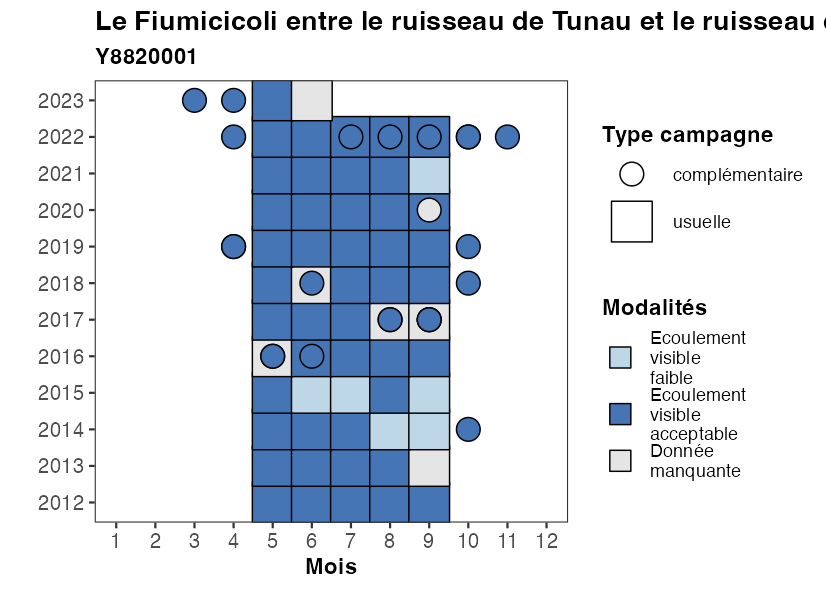 Le Fiumicicoli entre le ruisseau de Tunau et le ruisseau
Y8820001
2023
2022
2021
2020
2019
2018
2017
2016
2015
2014
2013
2012
1 2 3 4 5 6 7 8 9 10 11 12
Mois
Type campagne
complémentaire
usuelle
Modalités
Ecoulement
visible
faible
Ecoulement
visible
acceptable
Donnée
manquante